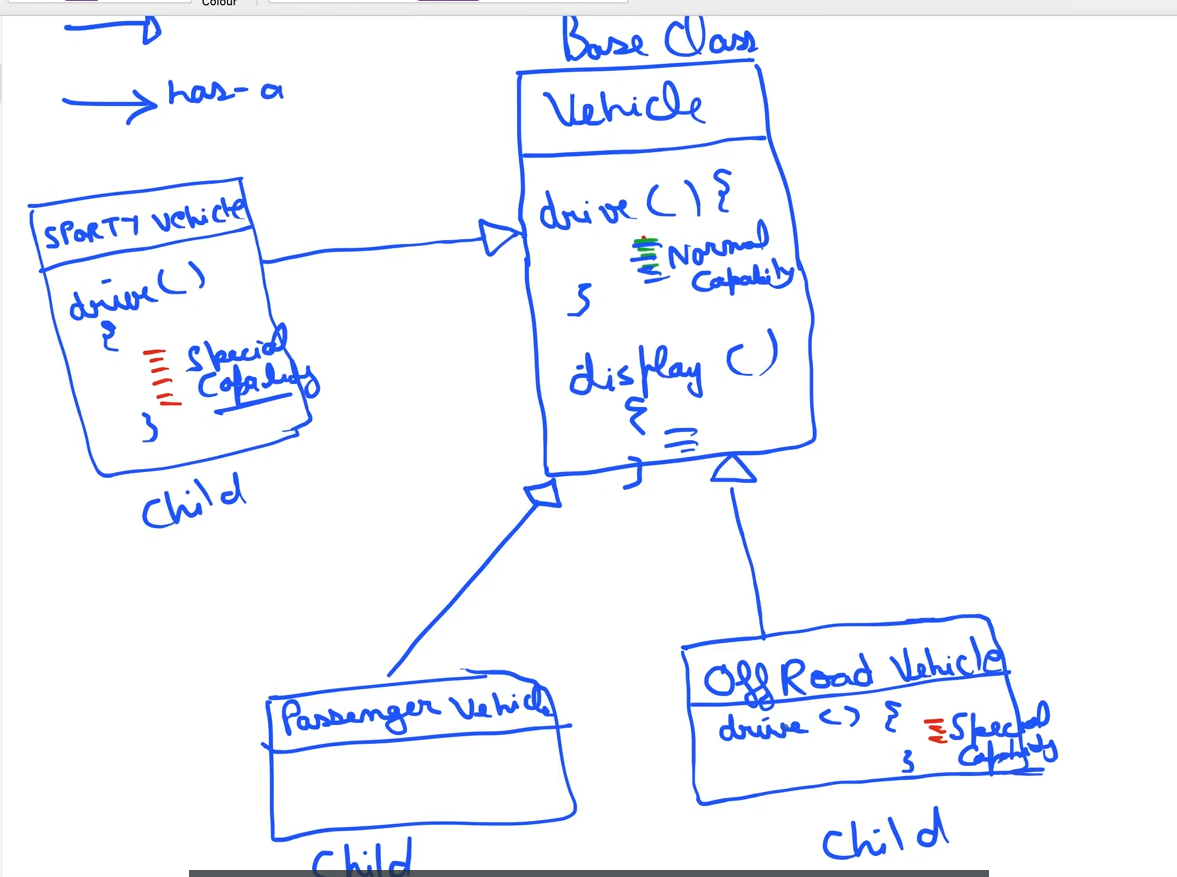 Colour
Base Class
has-a
Vehicle
SPORTY Vehicle
drive() {
Normal
Capability
}
drive()
{
Special
Capability
}
display()
{
}
Child
Passenger Vehicle
Off Road Vehicle
drive <> {
Special
Capability
}
Child
Child